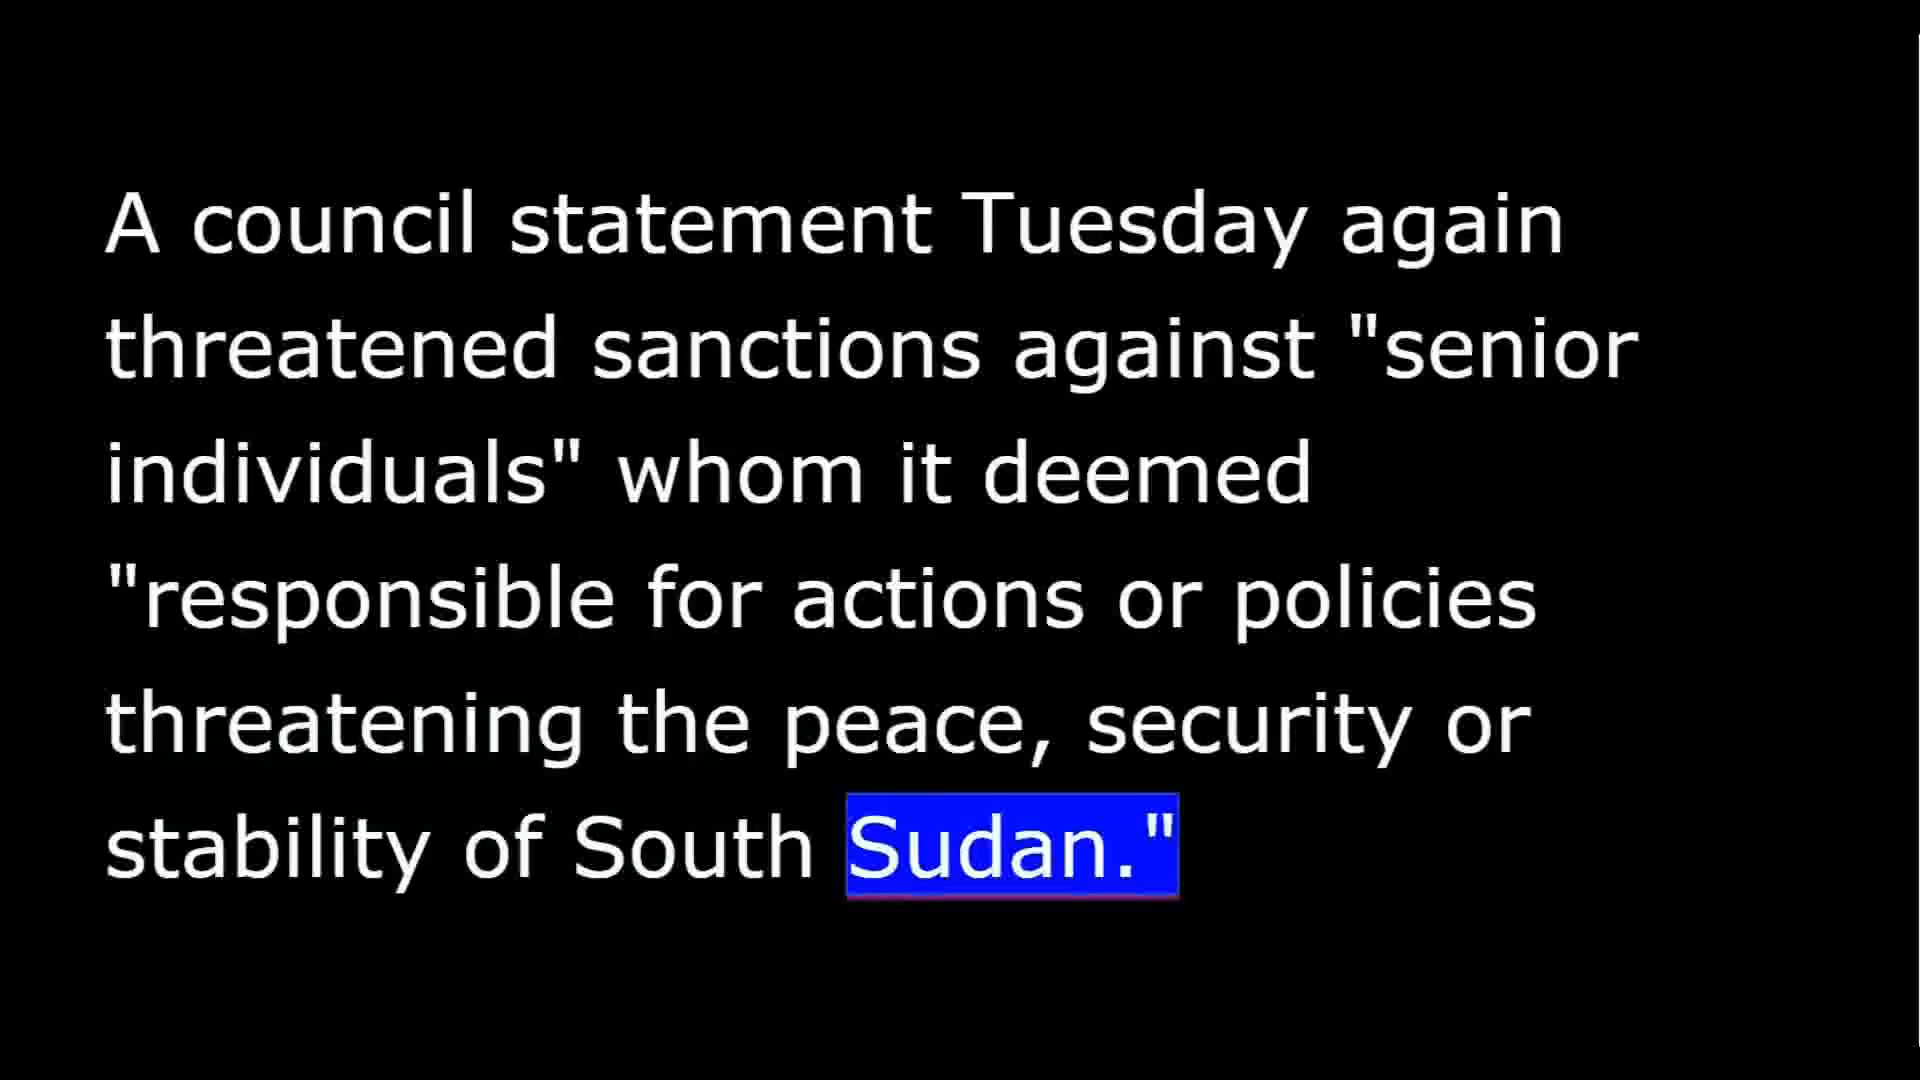 A council statement Tuesday again
threatened sanctions against "senior
individuals" whom it deemed
"responsible for actions or policies
threatening the peace, security or
stability of South Sudan."